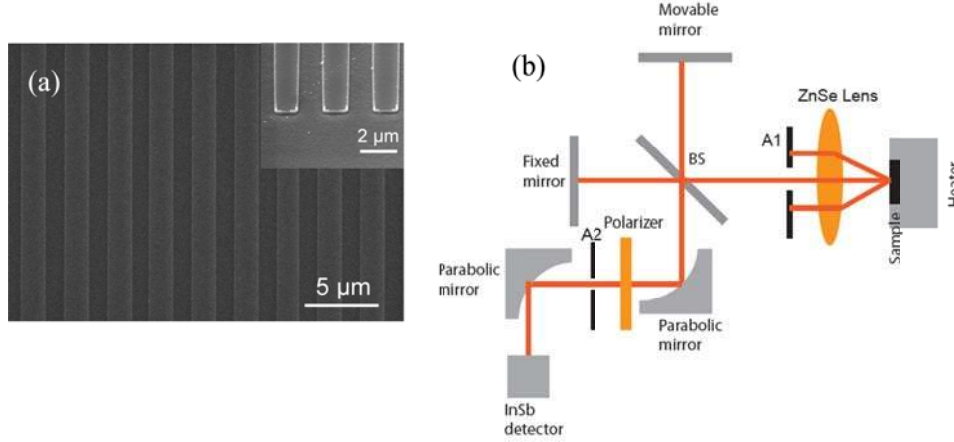 (a)
2 μm
5 μm
(b)
Movable
mirror
ZnSe Lens
A1
Fixed
mirror
BS
Heater
Sample
A2
Polarizer
Parabolic
mirror
Parabolic
mirror
InSb
detector